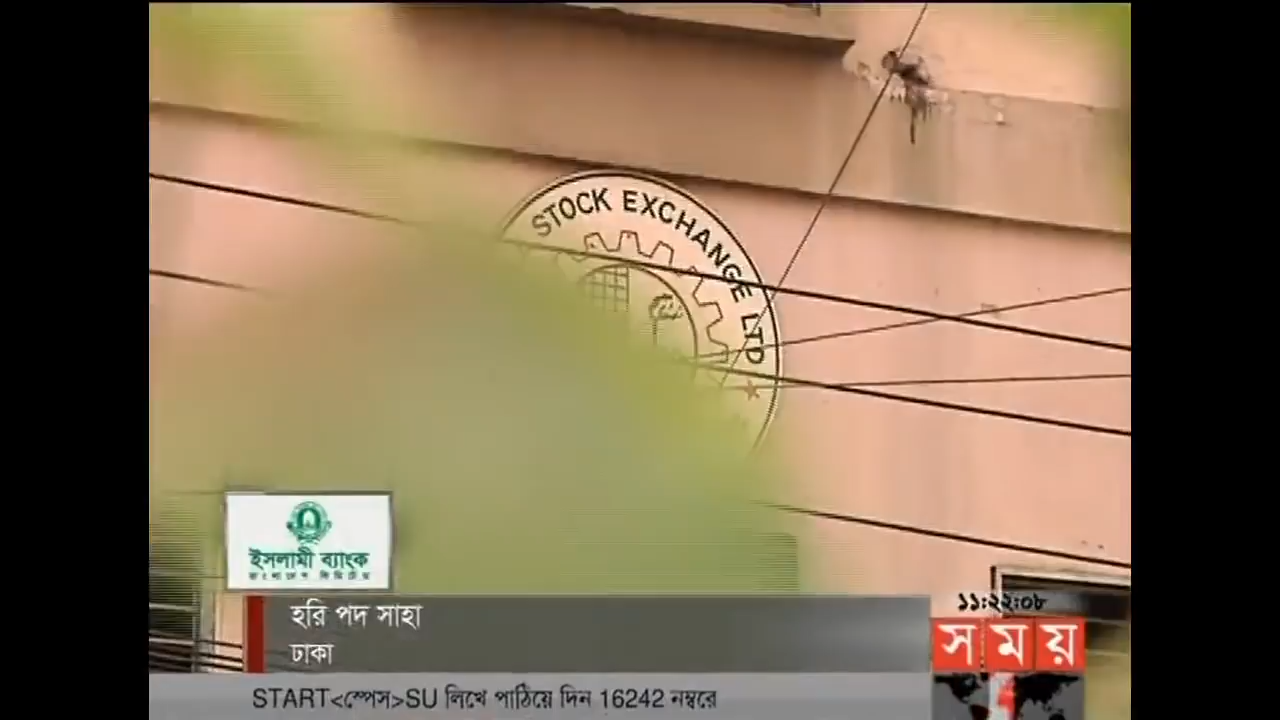 STOCK EXCHANGE LTD
ইসলামী ব্যাংক
বাংলাদেশ লিমিটেড
হরি পদ সাহা
ঢাকা
১১:২২:০৮
সময়
START<স্পেস>SU লিখে পাঠিয়ে দিন 16242 নম্বরে